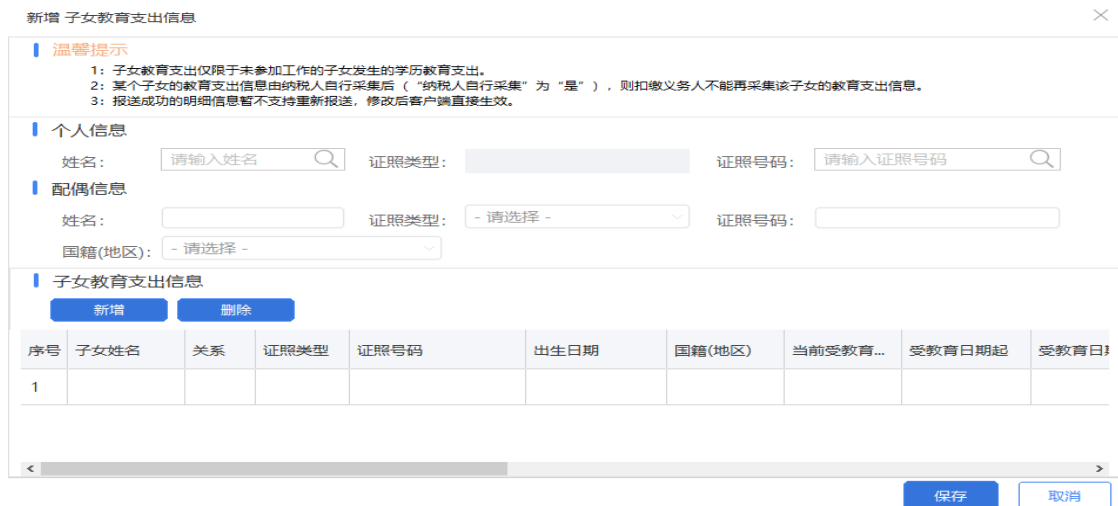 新增 子女教育支出信息
温馨提示
1：子女教育支出仅限于未参加工作的子女发生的学历教育支出。
2：某个子女的教育支出信息由纳税人自行采集后（“纳税人自行采集”为“是”），则扣缴义务人不能再采集该子女的教育支出信息。
3：报送成功的明细信息暂不支持重新报送，修改后客户端直接生效。
个人信息
姓名： 请输入姓名 证照类型： 证照号码： 请输入证照号码
配偶信息
姓名： 证照类型： - 请选择 - 证照号码：
国籍(地区)： - 请选择 -
子女教育支出信息
新增 删除
序号 子女姓名 关系 证照类型 证照号码 出生日期 国籍(地区) 当前受教育... 受教育日期起 受教育日
1
保存 取消